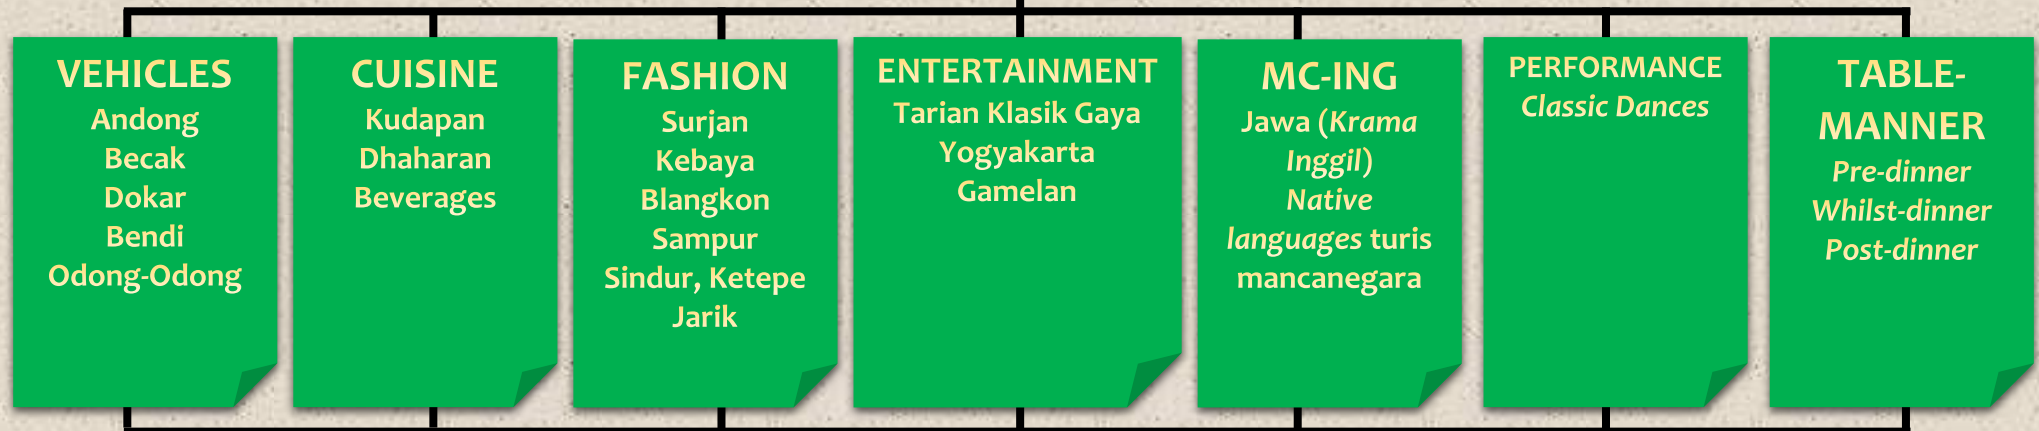 VEHICLES
Andong
Becak
Dokar
Bendi
Odong-Odong
CUISINE
Kudapan
Dhaharan
Beverages
FASHION
Surjan
Kebaya
Blangkon
Sampur
Sindur, Ketepe
Jarik
ENTERTAINMENT
Tarian Klasik Gaya
Yogyakarta
Gamelan
MC-ING
Jawa (Krama
Inggil)
Native
languages turis
mancanegara
PERFORMANCE
Classic Dances
TABLE-
MANNER
Pre-dinner
Whilst-dinner
Post-dinner